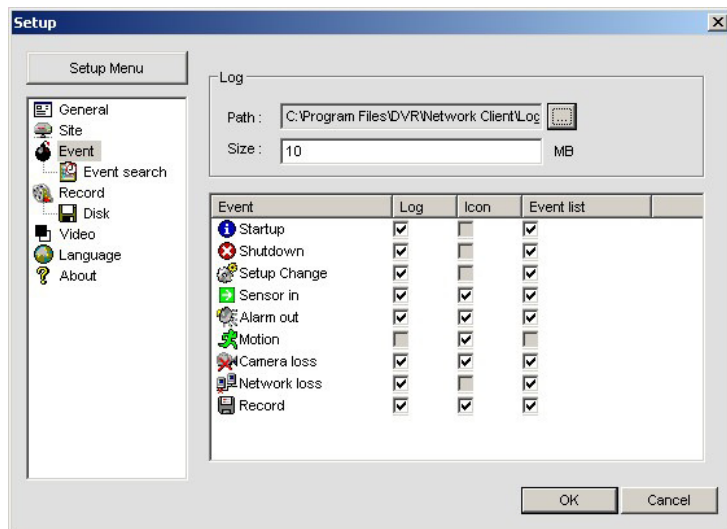 Setup
Setup Menu
General
Site
Event
Event search
Record
Disk
Video
Language
About
Log
Path :
C:\Program Files\DVR\Network Client\Log
...
Size :
10
MB
Event Log Icon Event list
Startup
Shutdown
Setup Change
Sensor in
Alarm out
Motion
Camera loss
Network loss
Record
OK
Cancel